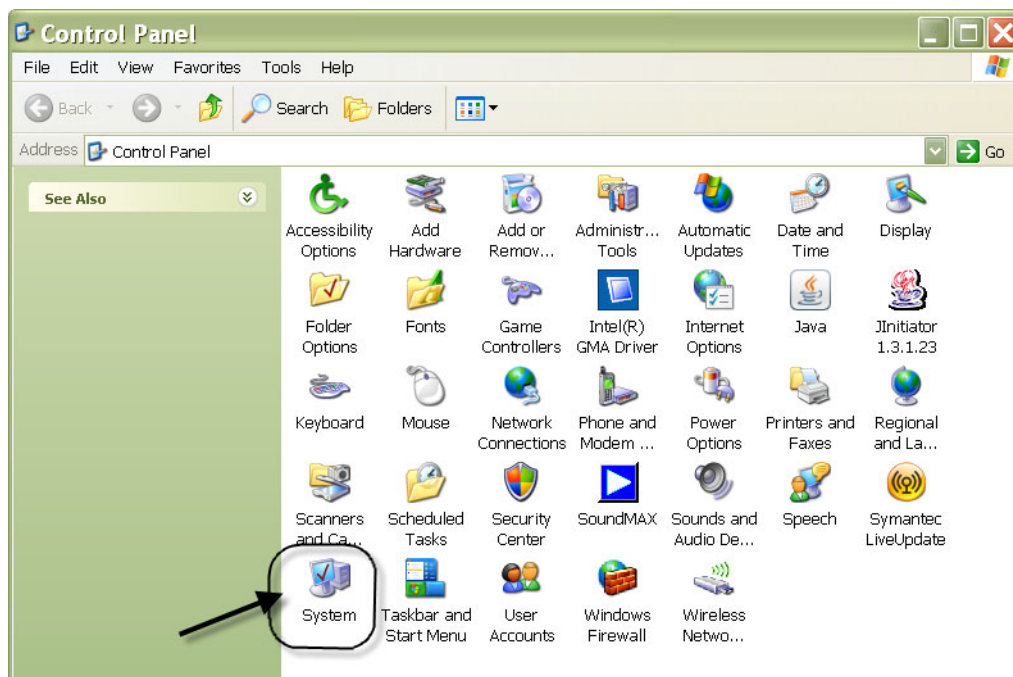 Control Panel
File Edit View Favorites Tools Help
Back Search Folders
Address Control Panel Go
See Also
Accessibility Add Add or Administr... Automatic Date and Display
Options Hardware Remov... Tools Updates Time
Folder Fonts Game Intel(R) Internet Java JInitiator
Options Controllers GMA Driver Options 1.3.1.23
Keyboard Mouse Network Phone and Power Printers and Regional
Connections Modem ... Options Faxes and La...
Scanners Scheduled Security SoundMAX Sounds and Speech Symantec
and Ca... Tasks Center Audio De... LiveUpdate
System Taskbar and User Windows Wireless
Start Menu Accounts Firewall Netwo...